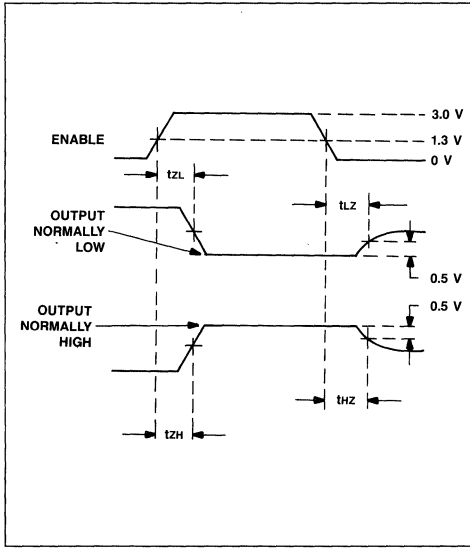 3.0 V
ENABLE
1.3 V
0 V
tZL
tLZ
OUTPUT
NORMALLY
LOW
0.5 V
0.5 V
OUTPUT
NORMALLY
HIGH
tZH
tHZ